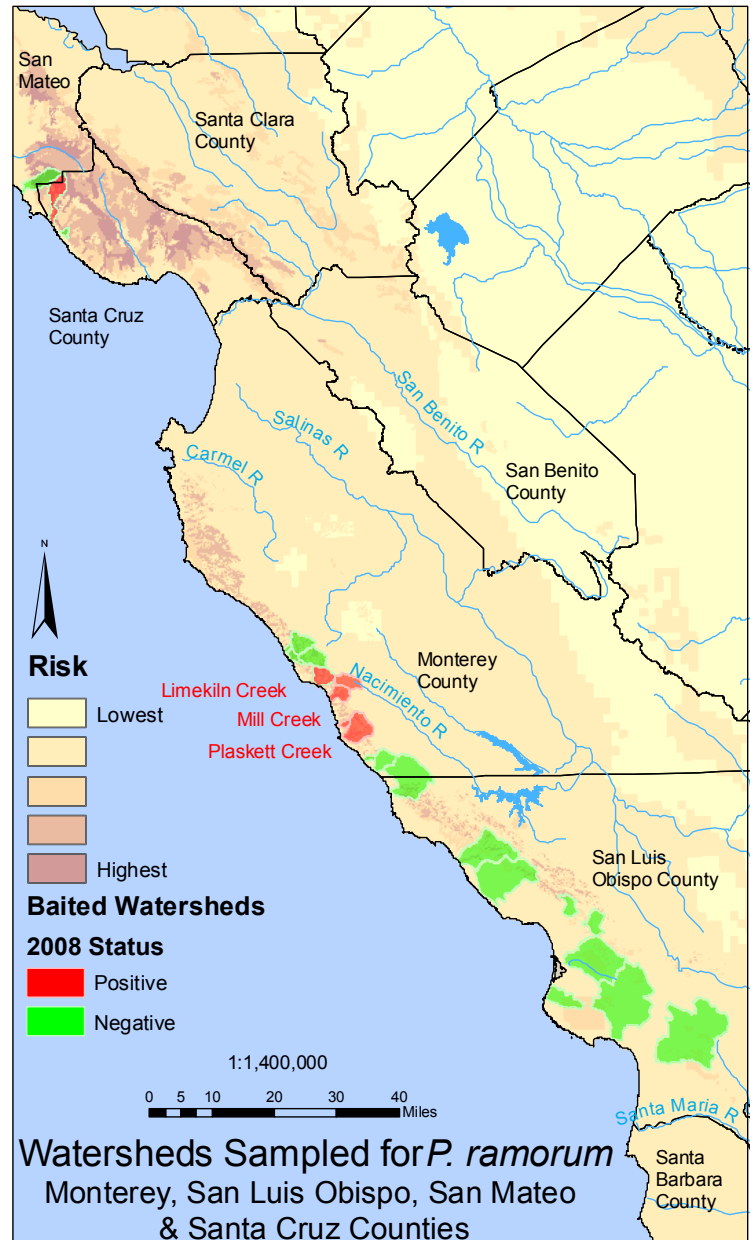 San
Mateo
Santa Clara
County
Santa Cruz
County
San Benito R
Salinas R
Carmel R
San Benito
County
N
Risk
Lowest
Highest
Monterey
County
Nacimiento R
Limekiln Creek
Mill Creek
Plaskett Creek
San Luis
Obispo County
Baited Watersheds
2008 Status
Positive
Negative
1:1,400,000
0 5 10 20 30 40
Miles
Santa Maria R
Watersheds Sampled for P. ramorum
Monterey, San Luis Obispo, San Mateo
& Santa Cruz Counties
Santa
Barbara
County